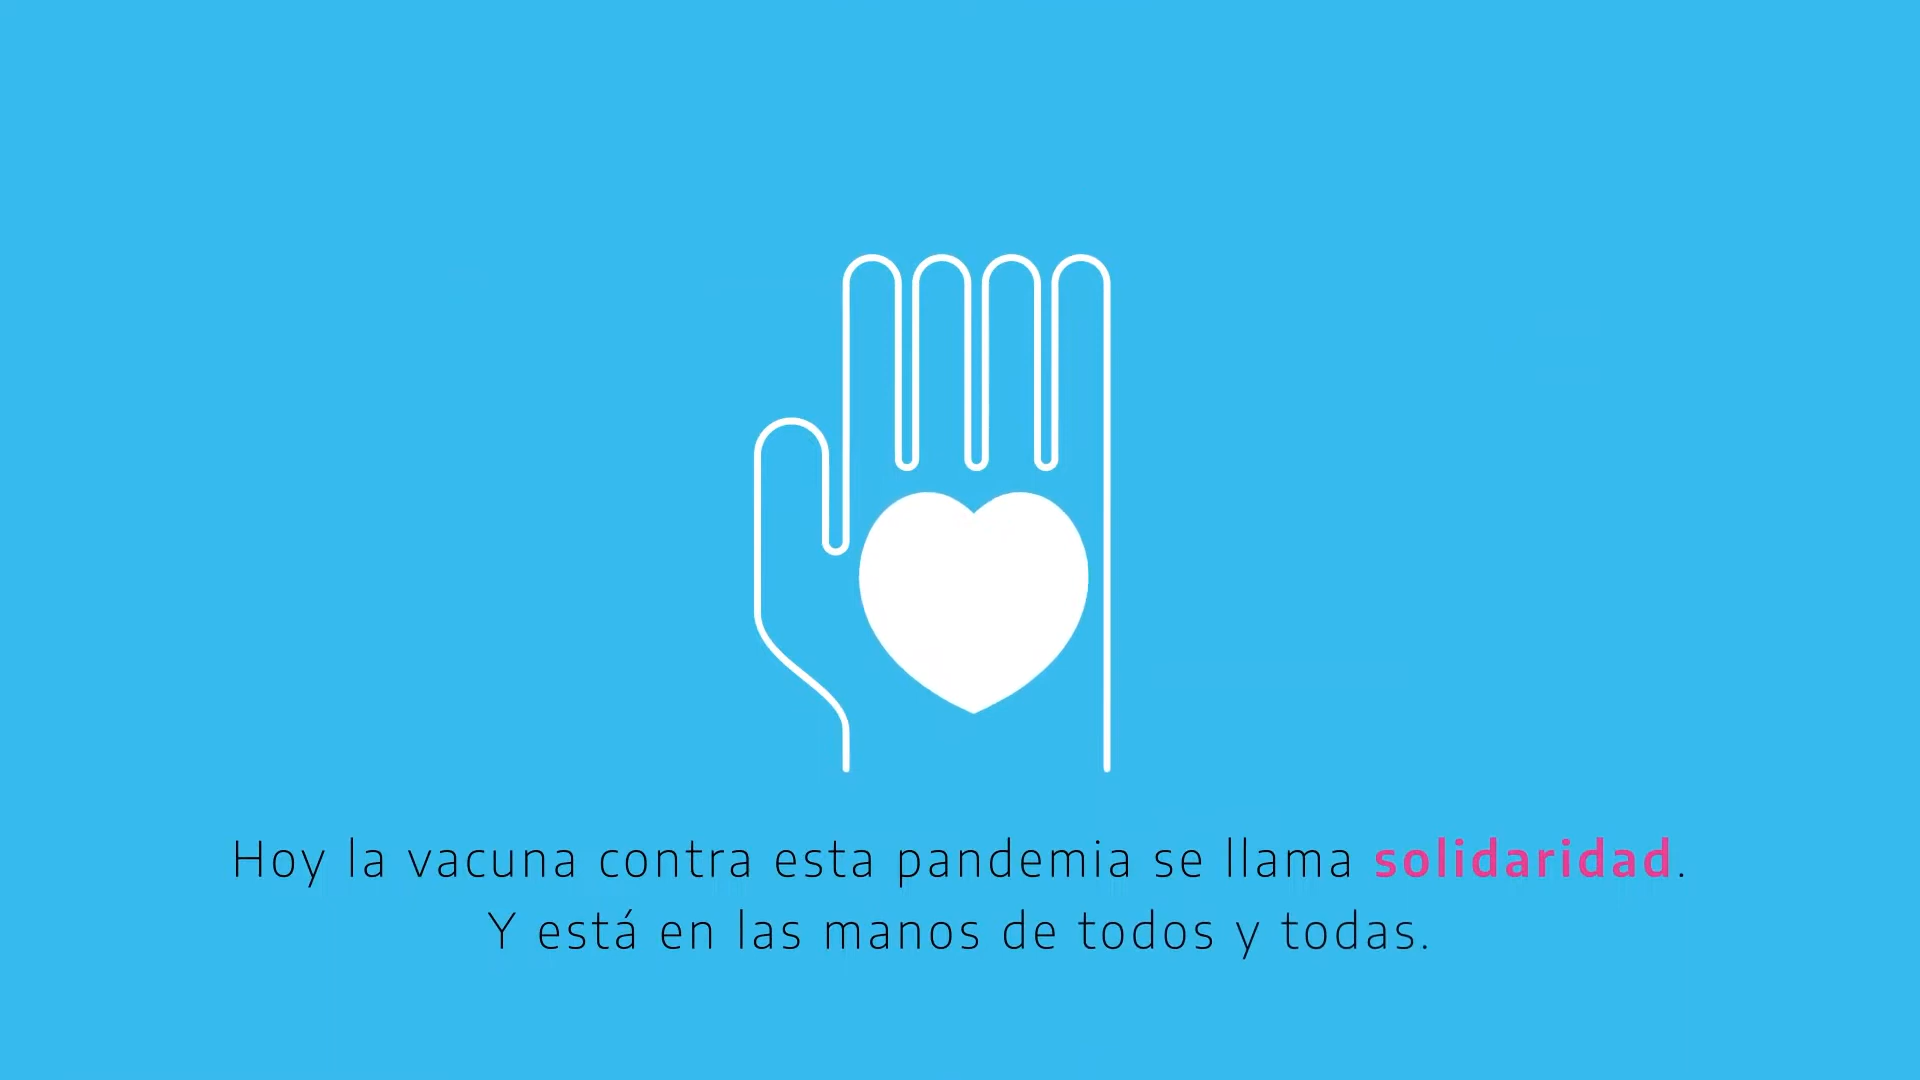 Hoy la vacuna contra esta pandemia se llama solidaridad.
Y está en las manos de todos y todas.